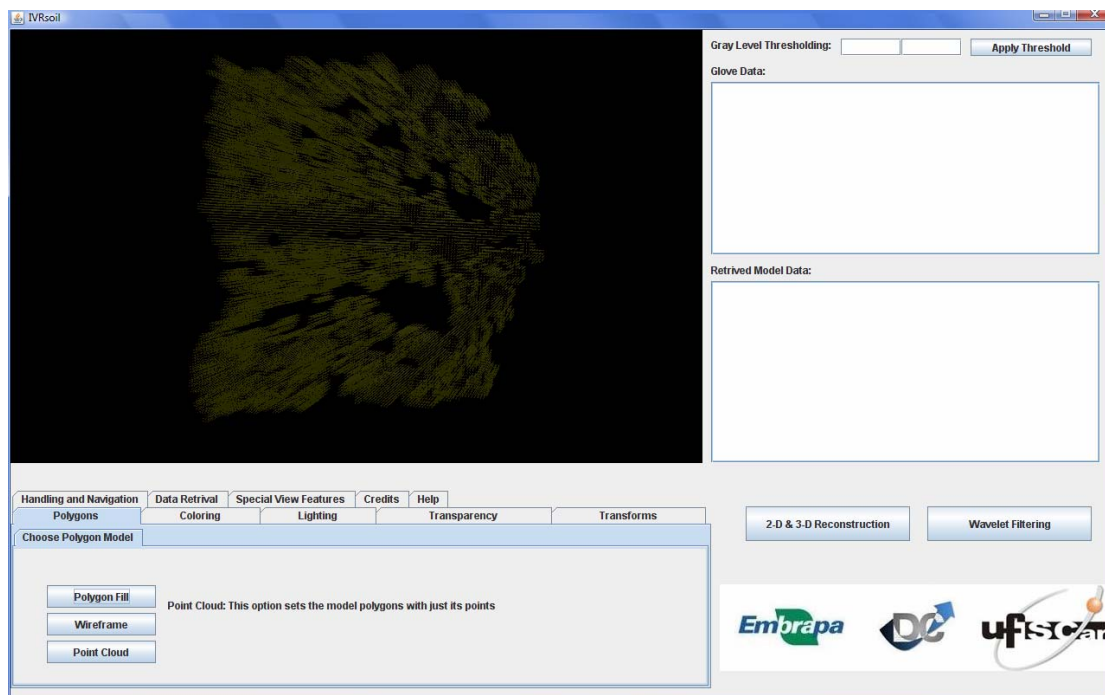 IVRsoil
Gray Level Thresholding:
Apply Threshold
Glove Data:
Retrived Model Data:
Handling and Navigation
Data Retrival
Special View Features
Credits
Help
Polygons
Coloring
Lighting
Transparency
Transforms
Choose Polygon Model
Polygon Fill
Wireframe
Point Cloud
Point Cloud: This option sets the model polygons with just its points
2-D & 3-D Reconstruction
Wavelet Filtering
Embrapa
DC
ufscar